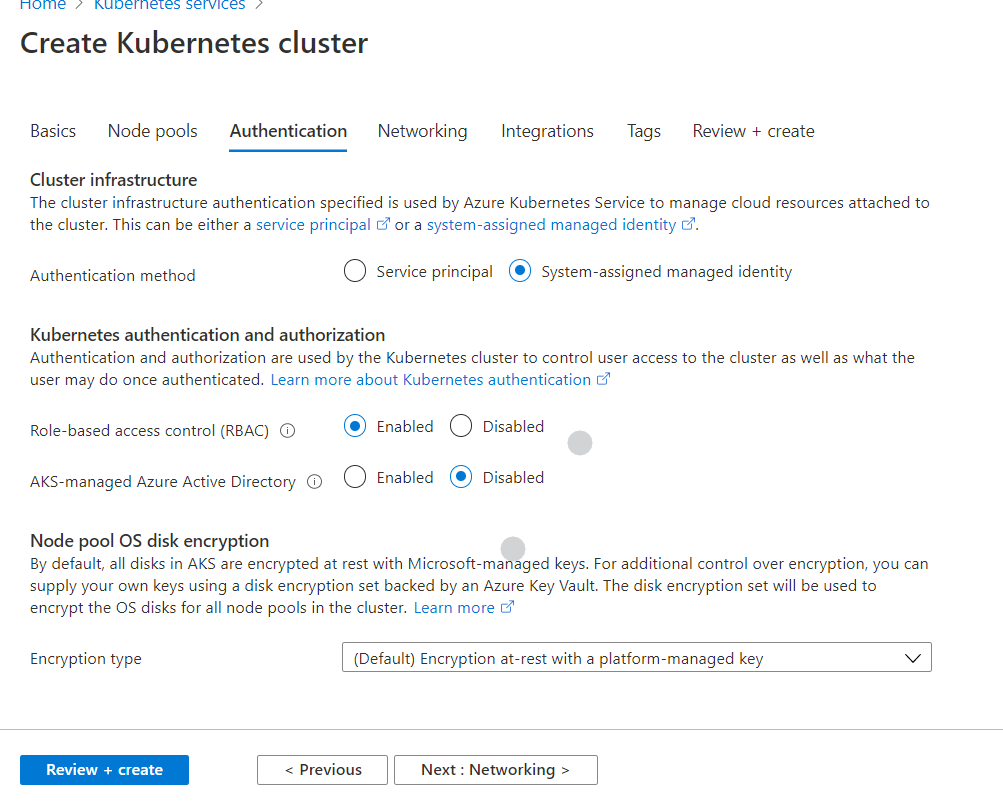 Home > Kubernetes services >
Create Kubernetes cluster
Basics Node pools Authentication Networking Integrations Tags Review + create
Cluster infrastructure
The cluster infrastructure authentication specified is used by Azure Kubernetes Service to manage cloud resources attached to
the cluster. This can be either a service principal or a system-assigned managed identity .
Authentication method Service principal System-assigned managed identity
Kubernetes authentication and authorization
Authentication and authorization are used by the Kubernetes cluster to control user access to the cluster as well as what the
user may do once authenticated. Learn more about Kubernetes authentication
Role-based access control (RBAC) Enabled Disabled
AKS-managed Azure Active Directory Enabled Disabled
Node pool OS disk encryption
By default, all disks in AKS are encrypted at rest with Microsoft-managed keys. For additional control over encryption, you can
supply your own keys using a disk encryption set backed by an Azure Key Vault. The disk encryption set will be used to
encrypt the OS disks for all node pools in the cluster. Learn more
Encryption type (Default) Encryption at-rest with a platform-managed key
Review + create < Previous Next : Networking >